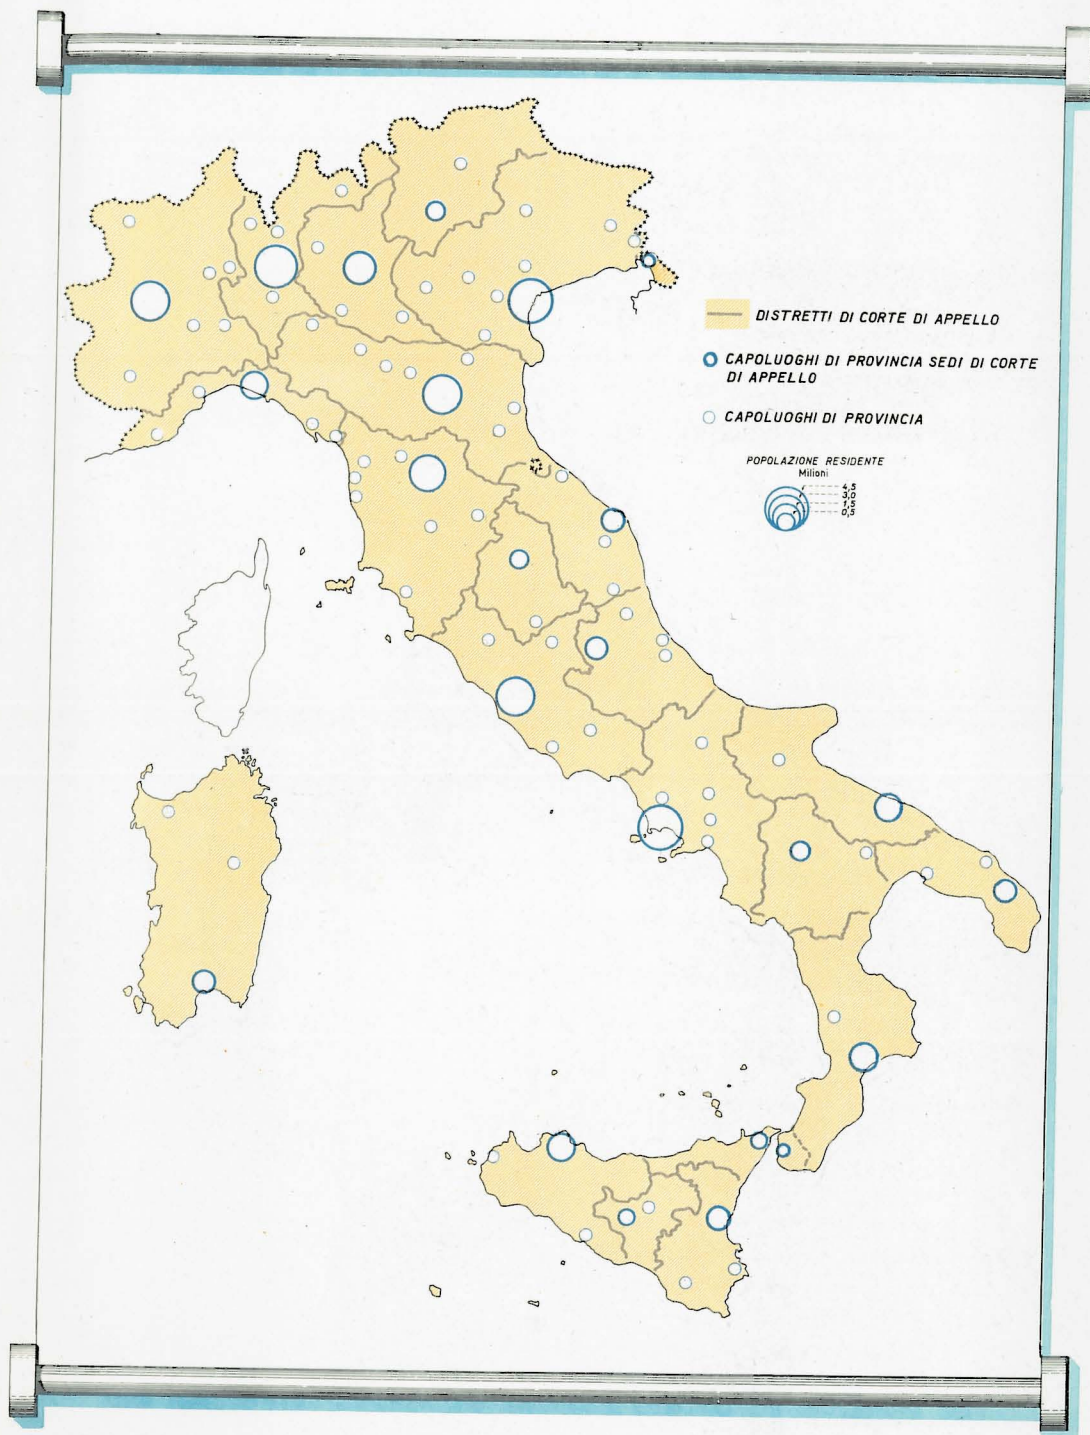 DISTRETTI DI CORTE DI APPELLO
CAPOLUOGHI DI PROVINCIA SEDI DI CORTE
DI APPELLO
CAPOLUOGHI DI PROVINCIA
POPOLAZIONE RESIDENTE
Milioni
4,5
3,0
1,5
0,5